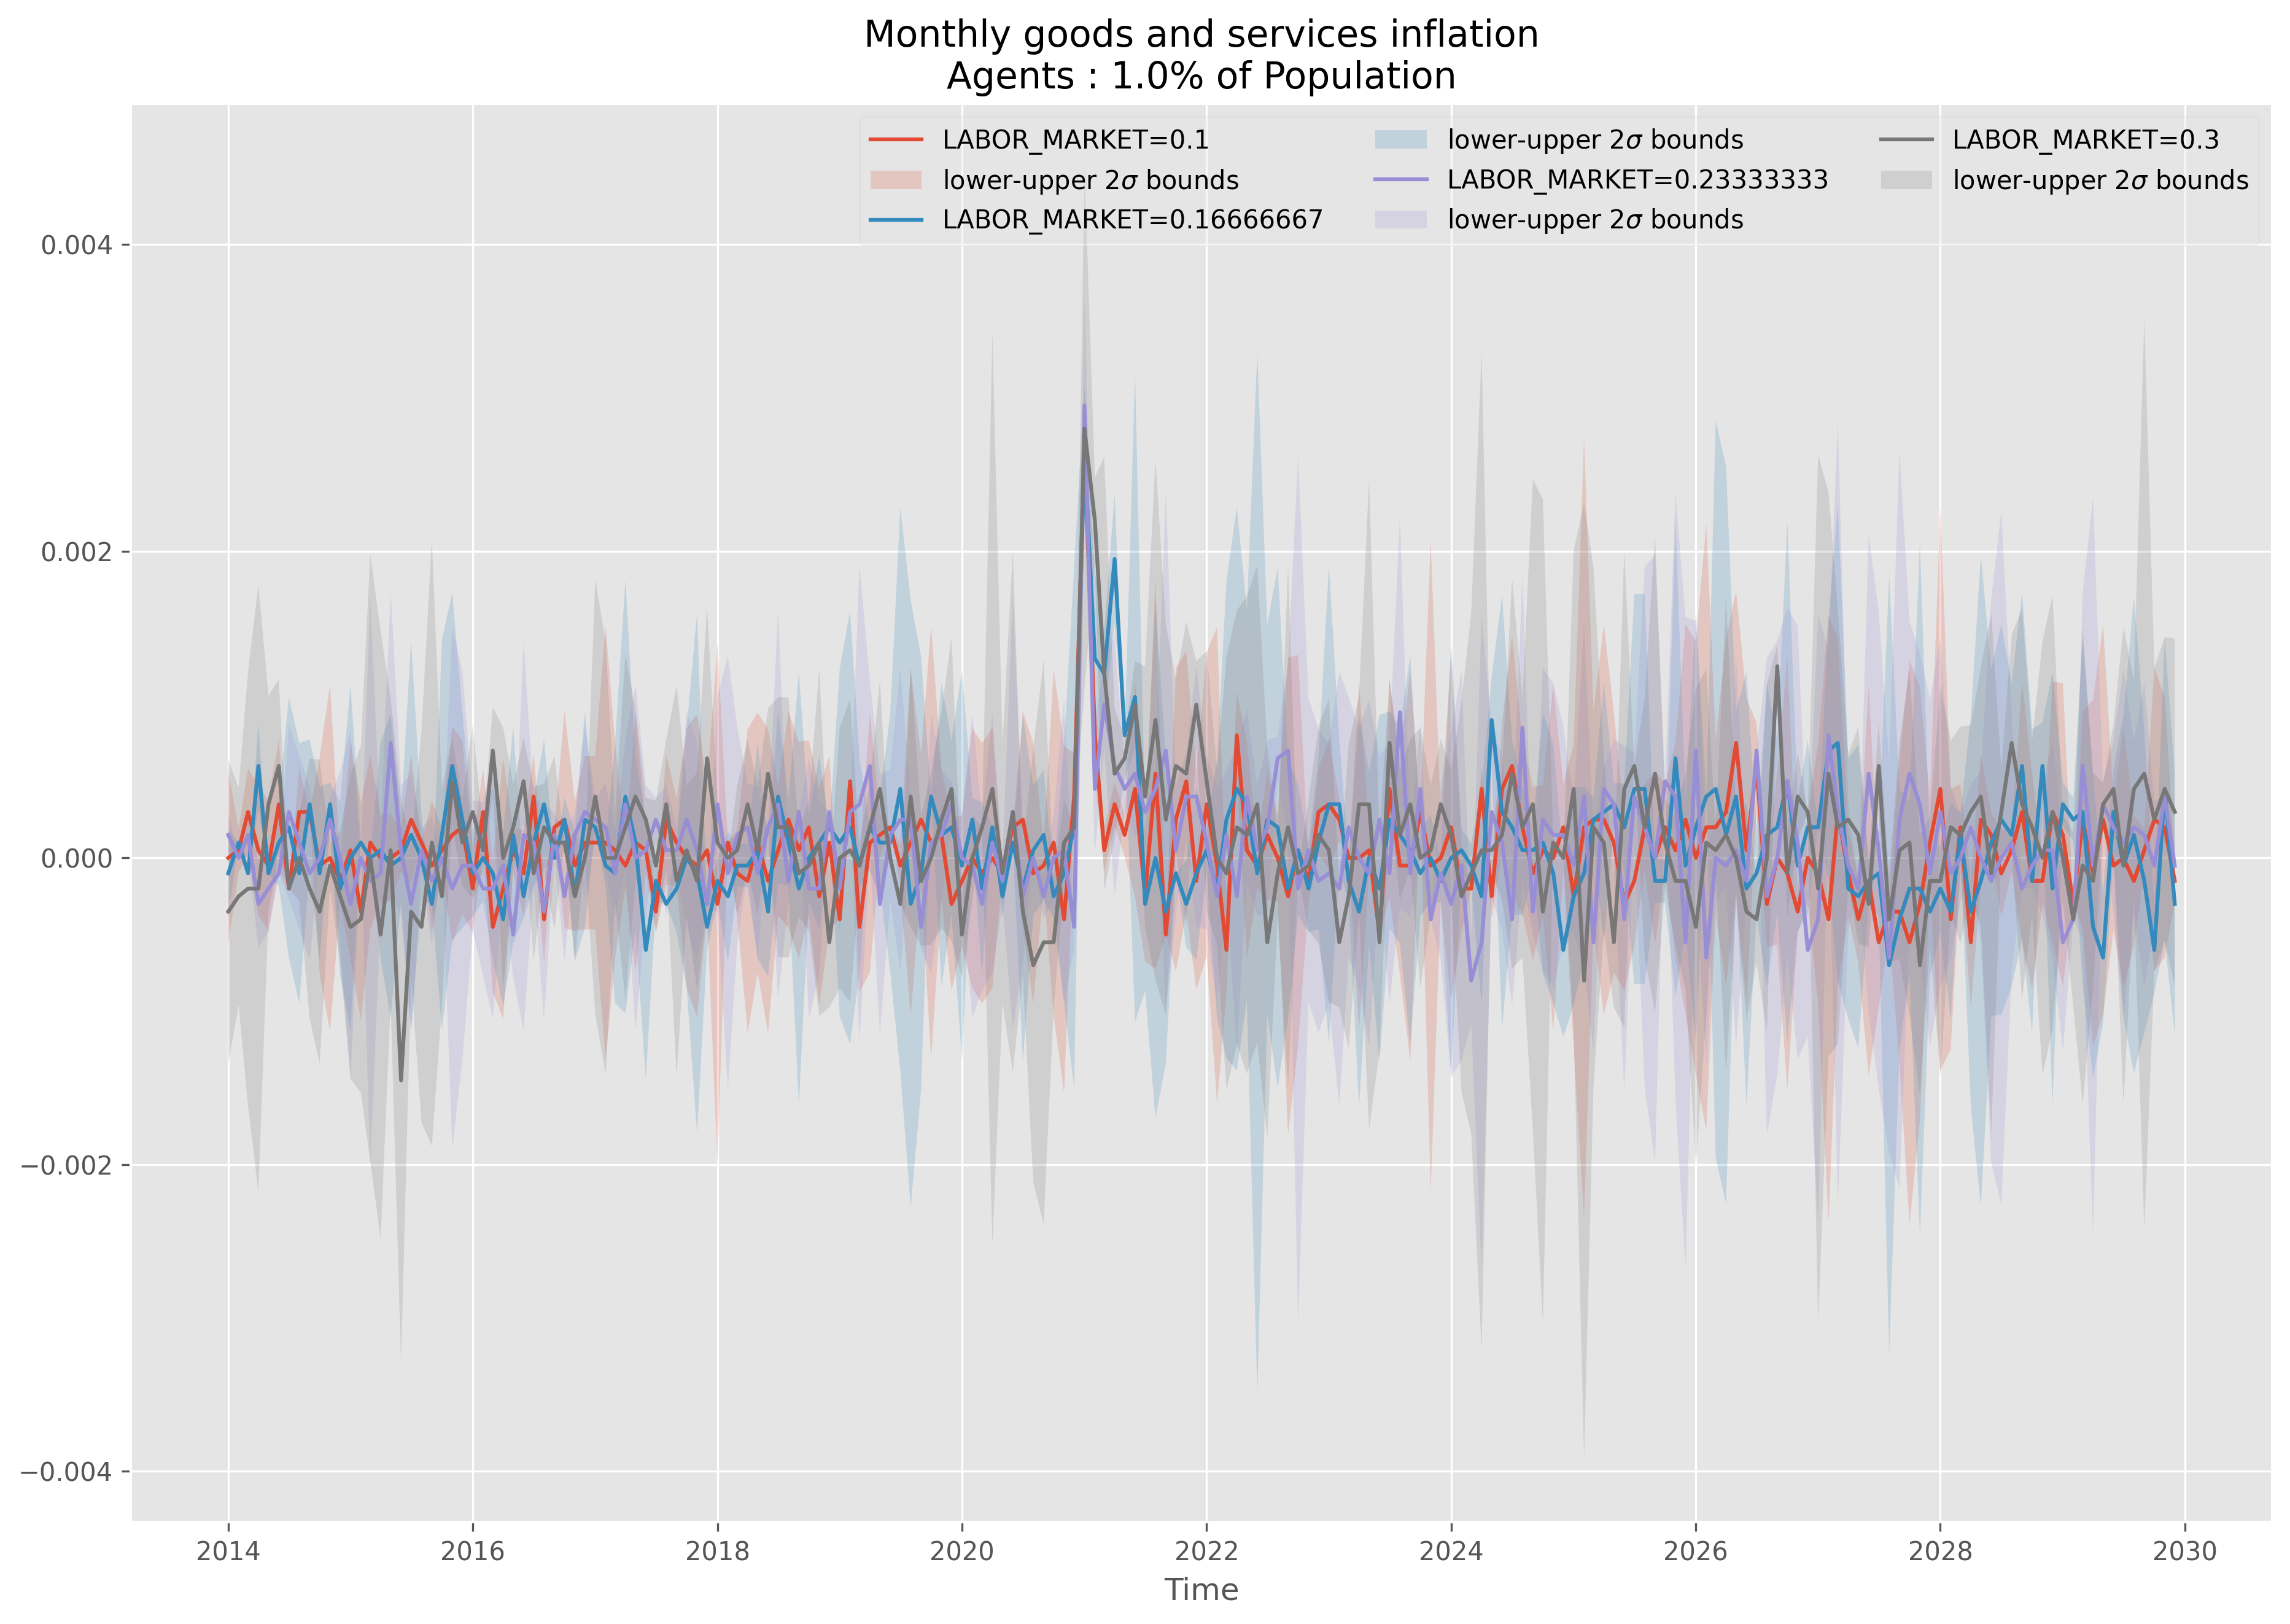 Monthly goods and services inflation
Agents : 1.0% of Population
LABOR_MARKET=0.1
lower-upper 2σ bounds
LABOR_MARKET=0.16666667
lower-upper 2σ bounds
LABOR_MARKET=0.23333333
lower-upper 2σ bounds
LABOR_MARKET=0.3
lower-upper 2σ bounds
0.004
0.002
0.000
−0.002
−0.004
2014 2016 2018 2020 2022 2024 2026 2028 2030
Time